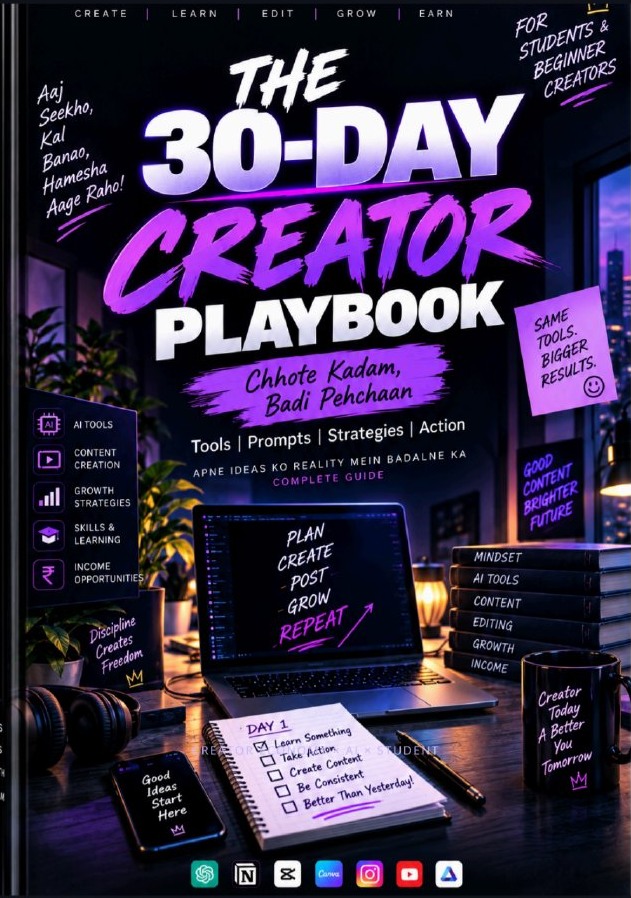 CREATE | LEARN | EDIT | GROW | EARN
FOR
STUDENTS &
BEGINNER
CREATORS
Aaj
Seekho,
Kal
Banao,
Hamesha
Aage Raho!
THE
30-DAY
CREATOR
PLAYBOOK
Chhote Kadam,
Badi Pehchaan
Tools | Prompts | Strategies | Action
APNE IDEAS KO REALITY MEIN BADALNE KA
COMPLETE GUIDE
SAME
TOOLS.
BIGGER
RESULTS.
AI
AI TOOLS
CONTENT
CREATION
GROWTH
STRATEGIES
SKILLS &
LEARNING
₹
INCOME
OPPORTUNITIES
GOOD
CONTENT
BRIGHTER
FUTURE
PLAN
CREATE
POST
GROW
REPEAT
MINDSET
AI TOOLS
CONTENT
EDITING
GROWTH
INCOME
Discipline
Creates
Freedom
Creator
Today
A Better
You
Tomorrow
DAY 1
Learn Something
Take Action
Create Content
Be Consistent
Better Than Yesterday!
AI × STUDENT
Good
Ideas
Start
Here
N
Canva